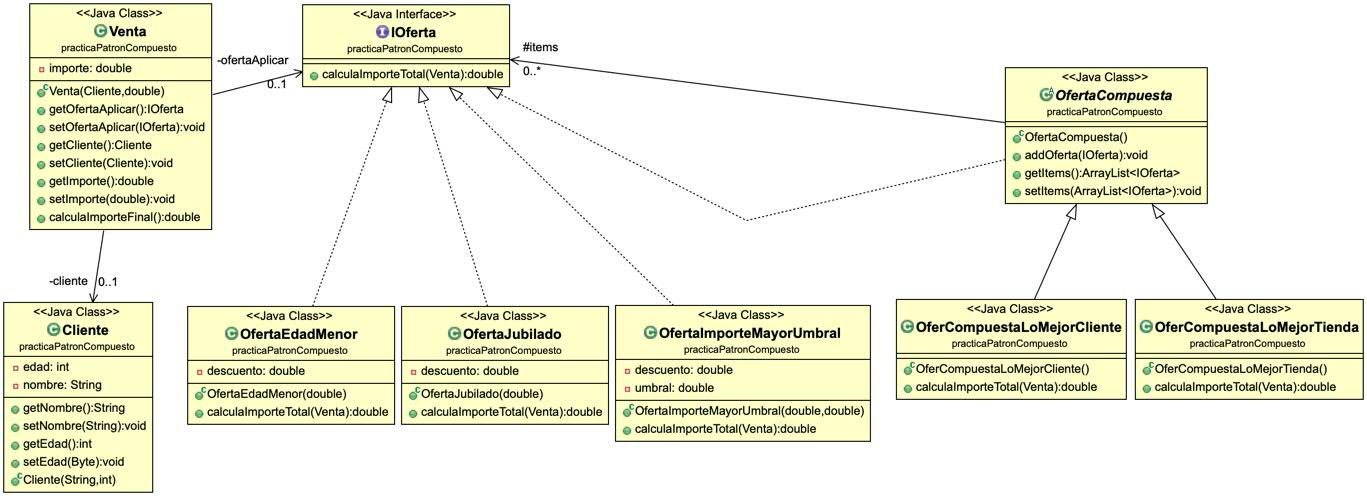 <<Java Class>>
Venta
practicaPatronCompuesto
importe: double
Venta(Cliente,double)
getOfertaAplicar():IOferta
setOfertaAplicar(IOferta):void
getCliente():Cliente
setCliente(Cliente):void
getImporte():double
setImporte(double):void
calculaImporteFinal():double
-ofertaAplicar
0..1
<<Java Interface>>
IOferta
practicaPatronCompuesto
calculaImporteTotal(Venta):double
#items
0..*
<<Java Class>>
OfertaCompuesta
practicaPatronCompuesto
OfertaCompuesta()
addOferta(IOferta):void
getItems():ArrayList<IOferta>
setItems(ArrayList<IOferta>):void
-cliente
0..1
<<Java Class>>
Cliente
practicaPatronCompuesto
edad: int
nombre: String
getNombre():String
setNombre(String):void
getEdad():int
setEdad(Byte):void
Cliente(String,int)
<<Java Class>>
OfertaEdadMenor
practicaPatronCompuesto
descuento: double
OfertaEdadMenor(double)
calculaImporteTotal(Venta):double
<<Java Class>>
OfertaJubilado
practicaPatronCompuesto
descuento: double
OfertaJubilado(double)
calculaImporteTotal(Venta):double
<<Java Class>>
OfertaImporteMayorUmbral
practicaPatronCompuesto
descuento: double
umbral: double
OfertaImporteMayorUmbral(double,double)
calculaImporteTotal(Venta):double
<<Java Class>>
OferCompuestaLoMejorCliente
practicaPatronCompuesto
OferCompuestaLoMejorCliente()
calculaImporteTotal(Venta):double
<<Java Class>>
OferCompuestaLoMejorTienda
practicaPatronCompuesto
OferCompuestaLoMejorTienda()
calculaImporteTotal(Venta):double